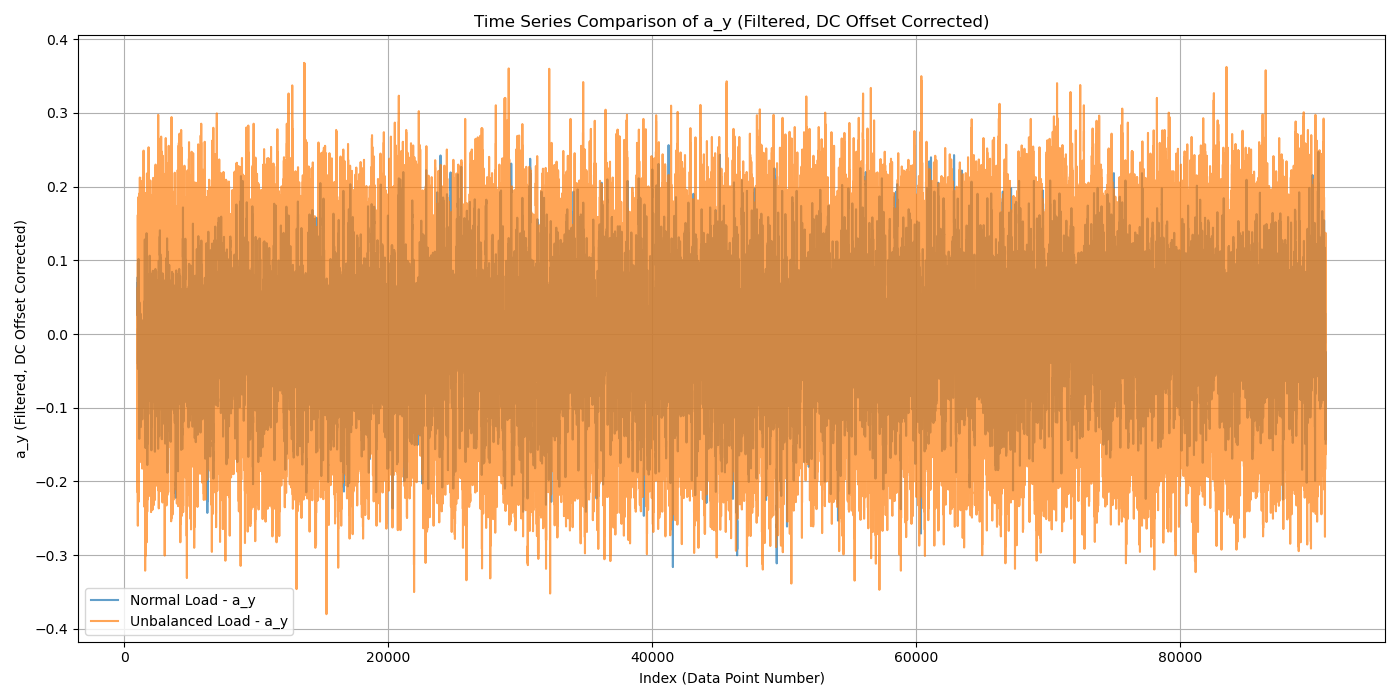 Time Series Comparison of a_y (Filtered, DC Offset Corrected)
a_y (Filtered, DC Offset Corrected)
0.4
0.3
0.2
0.1
0.0
−0.1
−0.2
−0.3
−0.4
Normal Load - a_y
Unbalanced Load - a_y
0
20000
40000
60000
80000
Index (Data Point Number)